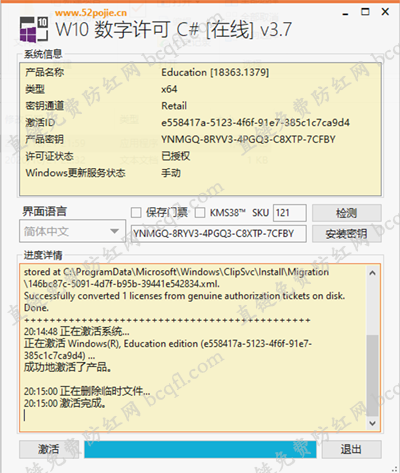 www.52pojie.cn
W10 数字许可 C# [在线] v3.7
系统信息
产品名称 Education [18363.1379]
类型 x64
密钥通道 Retail
激活ID e558417a-5123-4f6f-91e7-385c1c7ca9d4
产品密钥 YNMGQ-8RYV3-4PGQ3-C8XTP-7CFBY
许可证状态 已授权
Windows更新服务状态 手动
界面语言 保存门票 KMS38™ SKU 121 检测
简体中文 YNMGQ-8RYV3-4PGQ3-C8XTP-7CFBY 安装密钥
进度详情
stored at C:\ProgramData\Microsoft\Windows\ClipSvc\Install\Migration
\146bc87c-5091-4d7f-b95b-39441e542834.xml.
Successfully converted 1 licenses from genuine authorization tickets on disk.
Done.
20:14:48 正在激活系统...
正在激活 Windows(R), Education edition (e558417a-5123-4f6f-91e7-
385c1c7ca9d4) ...
成功地激活了产品。
20:15:00 正在删除临时文件...
20:15:00 激活完成。
激活 退出
直链免费防红网 bcqfl.com